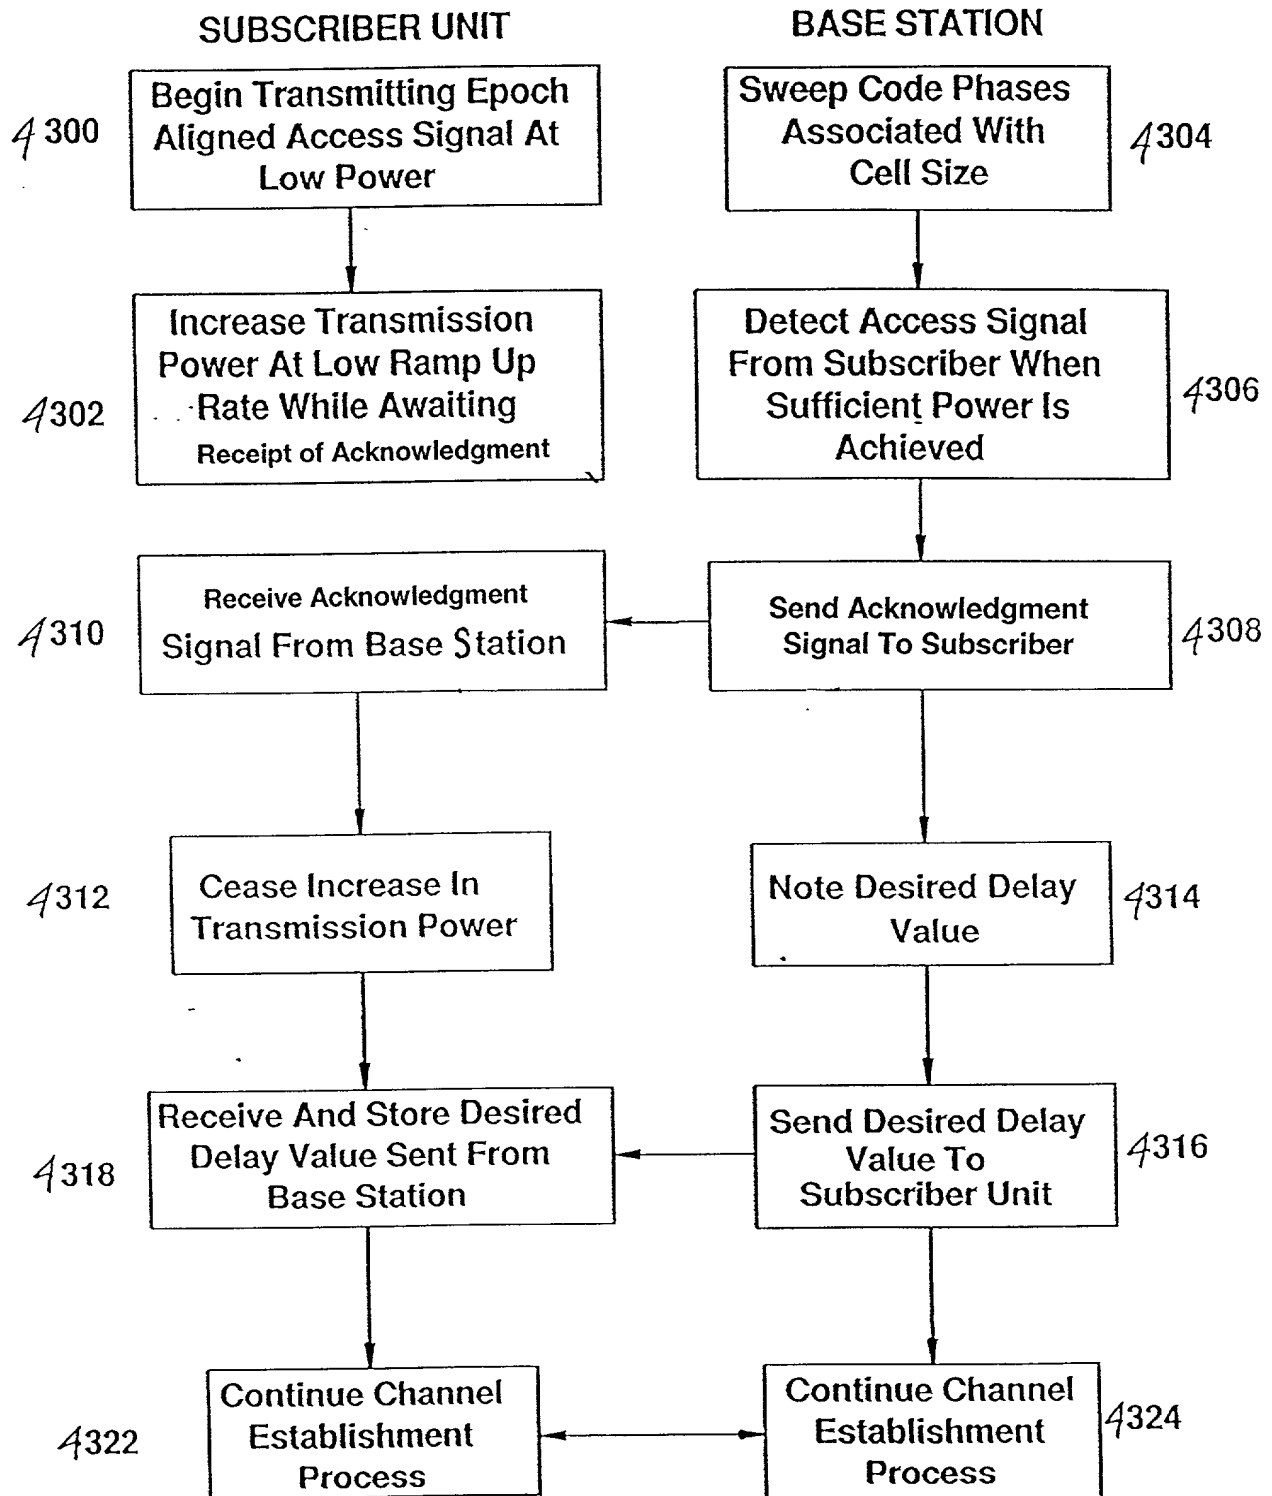 SUBSCRIBER UNIT
BASE STATION
Begin Transmitting Epoch
Aligned Access Signal At
Low Power
4300
Sweep Code Phases
Associated With
Cell Size
4304
Increase Transmission
Power At Low Ramp Up
Rate While Awaiting
Receipt of Acknowledgment
4302
Detect Access Signal
From Subscriber When
Sufficient Power Is
Achieved
4306
Receive Acknowledgment
Signal From Base Station
4310
Send Acknowledgment
Signal To Subscriber
4308
Cease Increase In
Transmission Power
4312
Note Desired Delay
Value
4314
Receive And Store Desired
Delay Value Sent From
Base Station
4318
Send Desired Delay
Value To
Subscriber Unit
4316
Continue Channel
Establishment
Process
4322
Continue Channel
Establishment
Process
4324